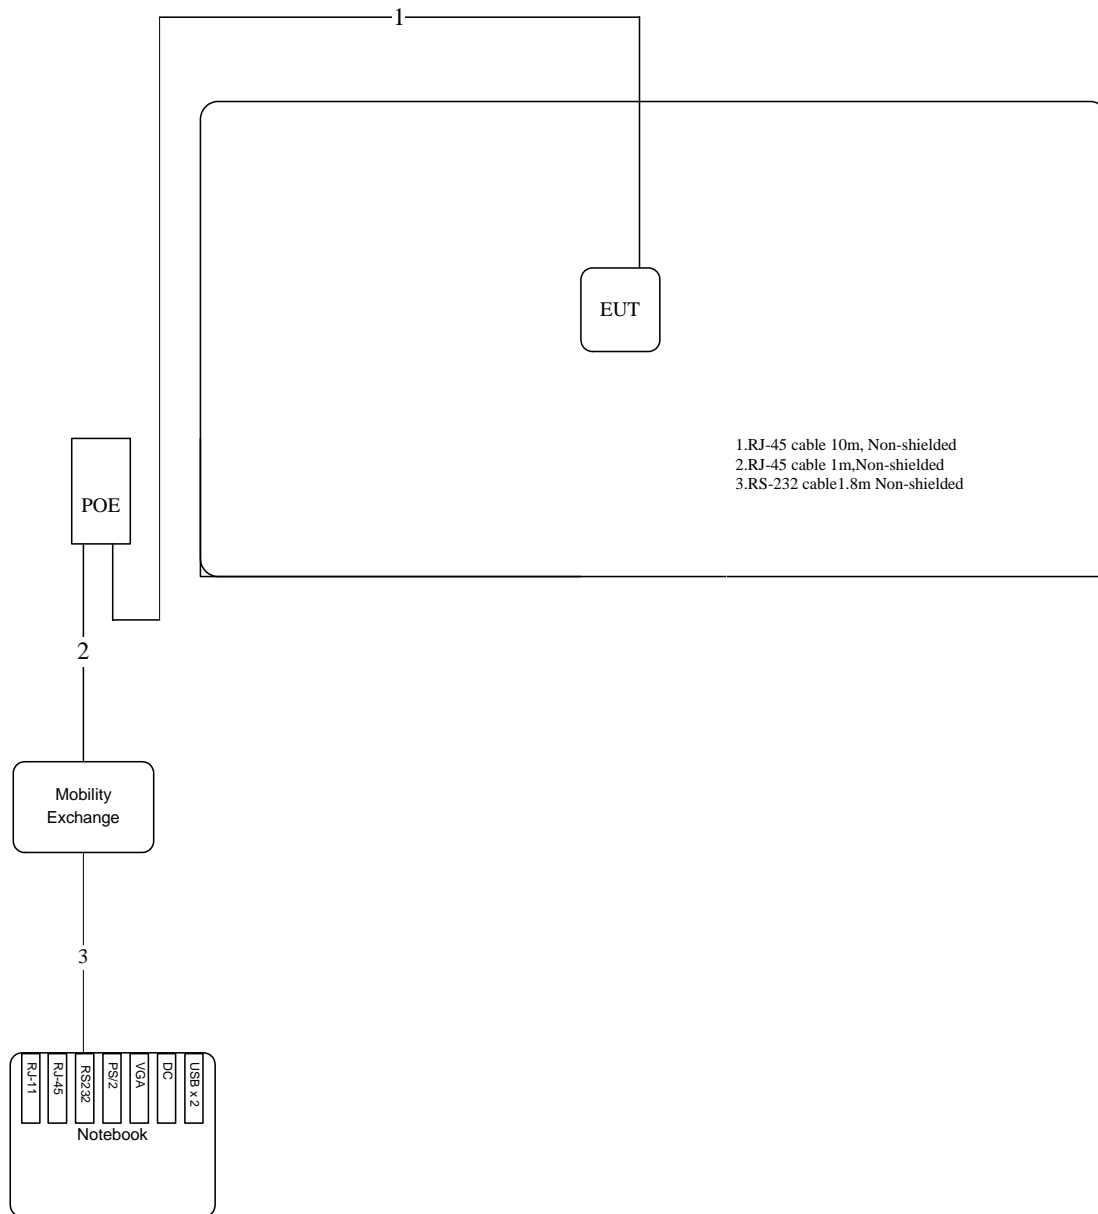 1
EUT
1.RJ-45 cable 10m, Non-shielded
2.RJ-45 cable 1m,Non-shielded
3.RS-232 cable1.8m Non-shielded
POE
2
Mobility
Exchange
3
RJ-11
RJ-45
RS232
PS/2
VGA
DC
USB x 2
Notebook